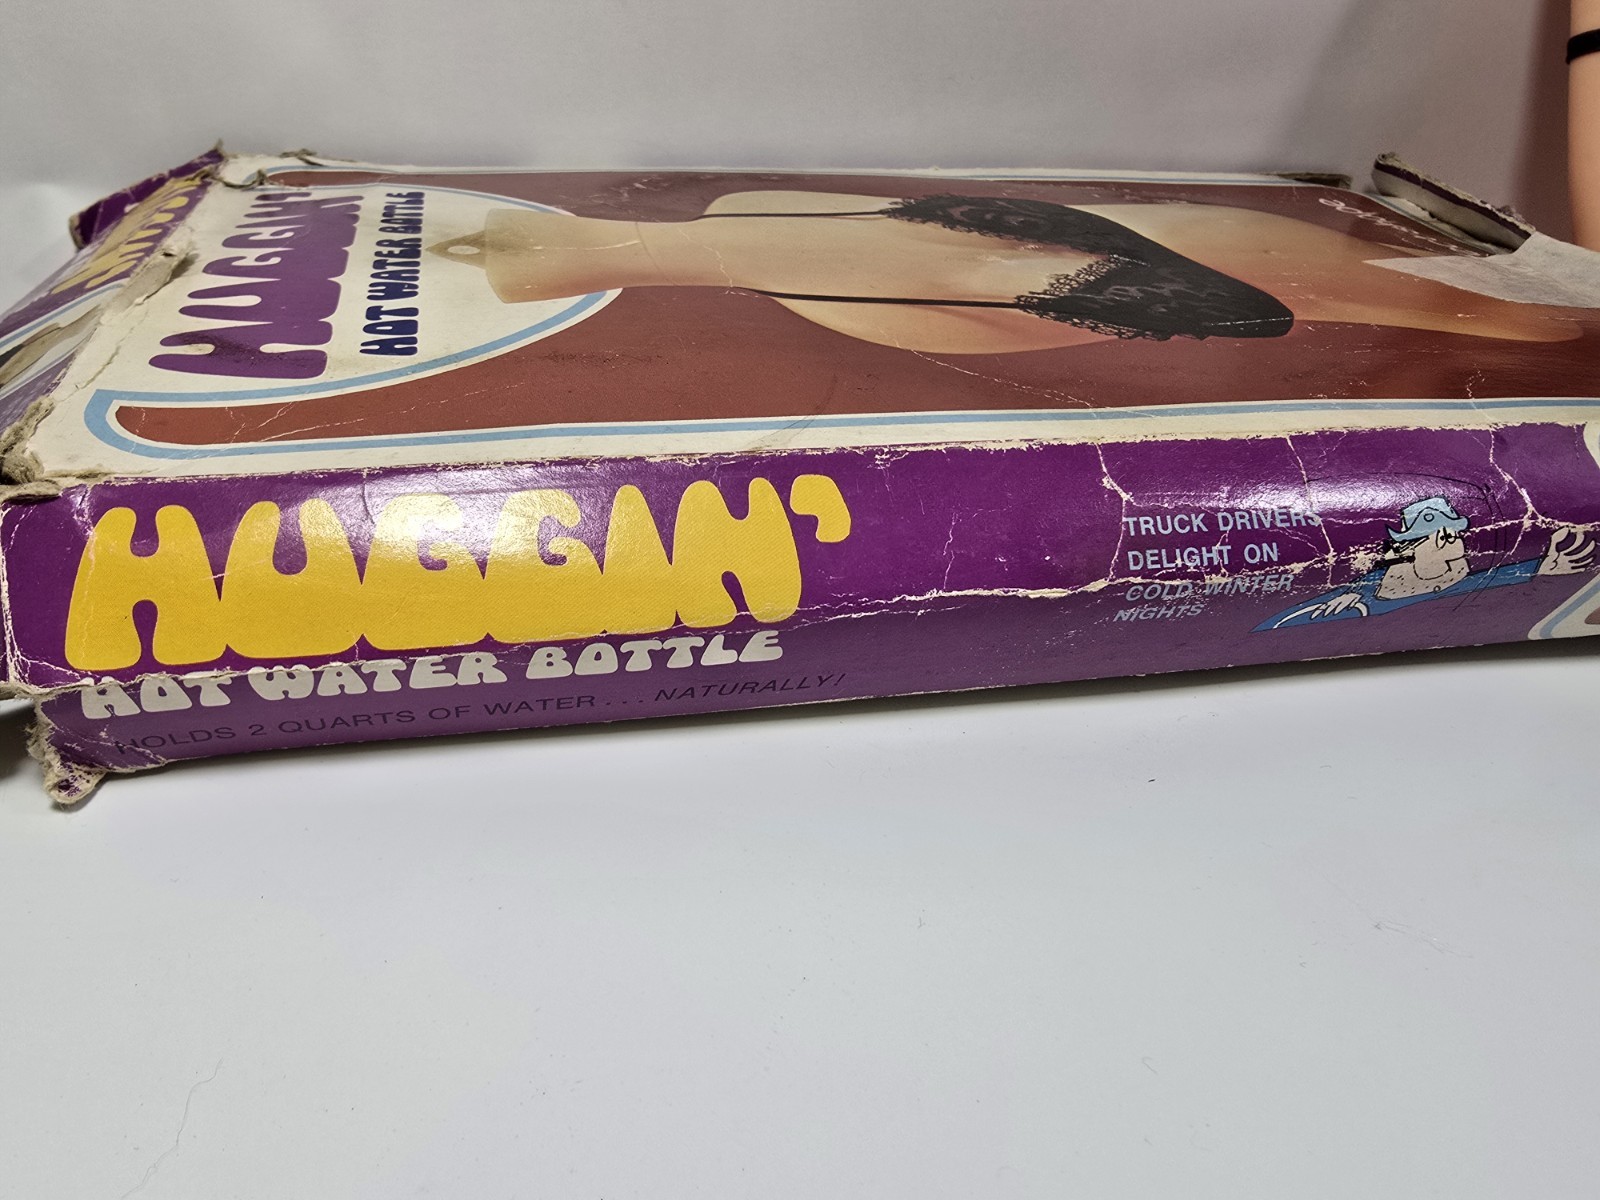 HUGGIN'
HOT WATER BOTTLE
HUGGIN'
HOT WATER BOTTLE
HOLDS 2 QUARTS OF WATER... NATURALLY!
TRUCK DRIVERS
DELIGHT ON
COLD WINTER
NIGHTS